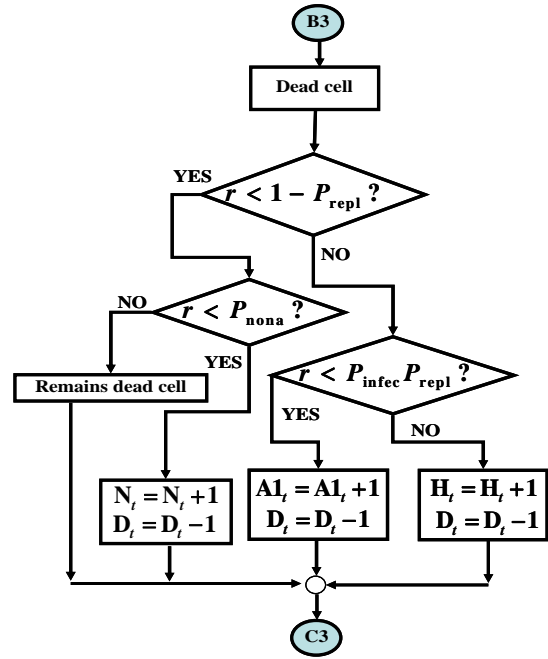 B3
Dead cell
YES
r < 1 − P_repl ?
NO
NO
r < P_nona ?
YES
r < P_infec P_repl ?
Remains dead cell
YES
NO
N_t = N_t +1
D_t = D_t −1
A1_t = A1_t +1
D_t = D_t −1
H_t = H_t +1
D_t = D_t −1
C3